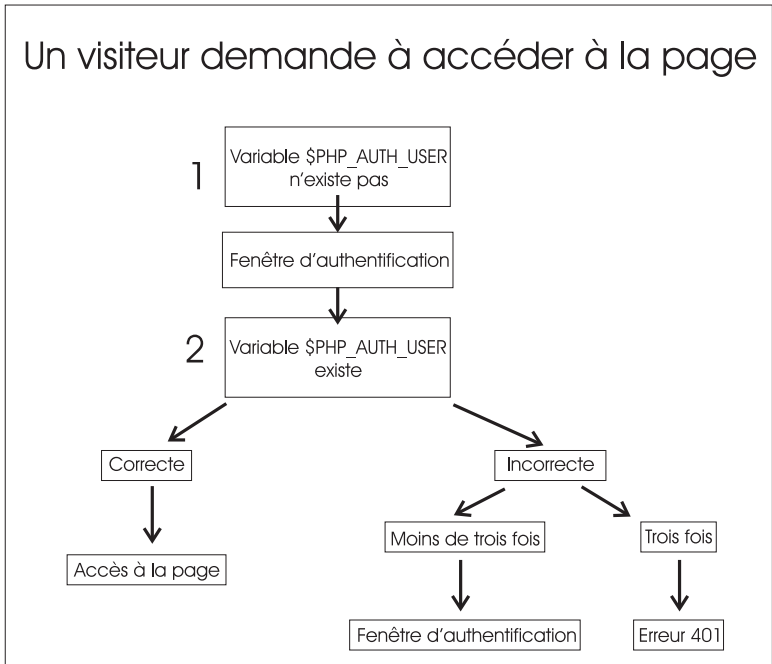 Un visiteur demande à accéder à la page
1
Variable $PHP_AUTH_USER
n'existe pas
Fenêtre d'authentification
2
Variable $PHP_AUTH_USER
existe
Correcte
Incorrecte
Moins de trois fois
Trois fois
Accès à la page
Fenêtre d'authentification
Erreur 401